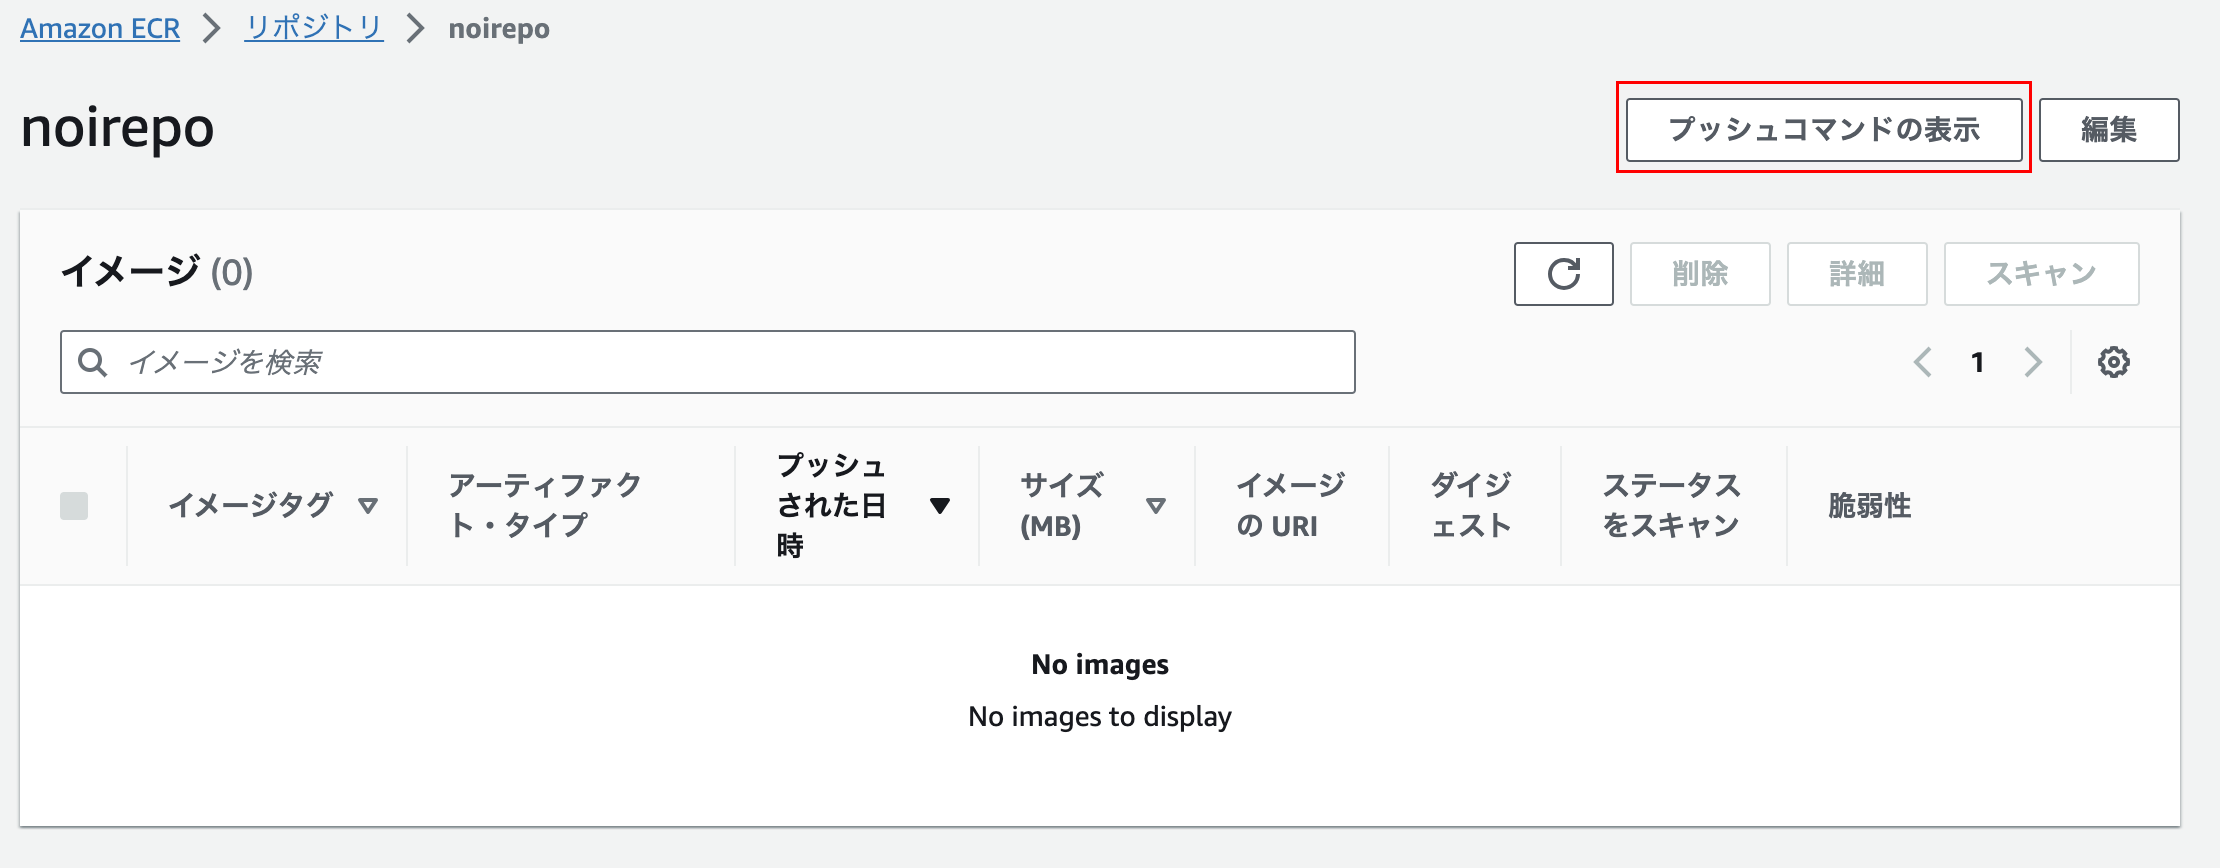 Amazon ECR > リポジトリ > noirepo
noirepo
プッシュコマンドの表示
編集
イメージ (0)
削除
詳細
スキャン
イメージを検索
1
イメージタグ
アーティファク
ト・タイプ
プッシュ
された日
時
サイズ
(MB)
イメージ
の URI
ダイジ
ェスト
ステータス
をスキャン
脆弱性
No images
No images to display